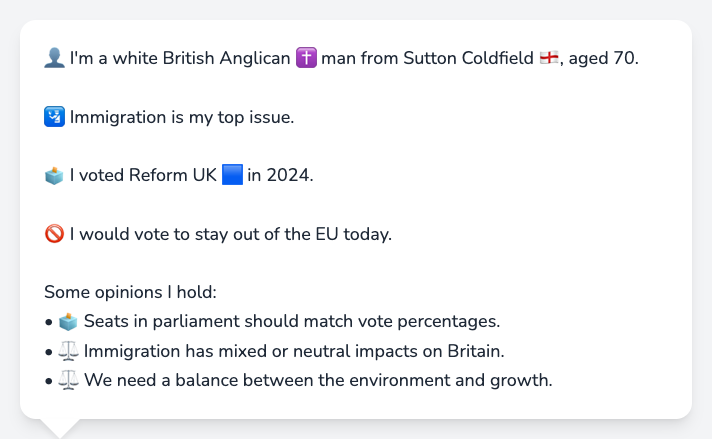 👤 I'm a white British Anglican ✝️ man from Sutton Coldfield 🏴󠁧󠁢󠁥󠁮󠁧󠁿, aged 70.
🛂 Immigration is my top issue.
🗳️ I voted Reform UK 🟦 in 2024.
🚫 I would vote to stay out of the EU today.
Some opinions I hold:
• 🗳️ Seats in parliament should match vote percentages.
• ⚖️ Immigration has mixed or neutral impacts on Britain.
• ⚖️ We need a balance between the environment and growth.